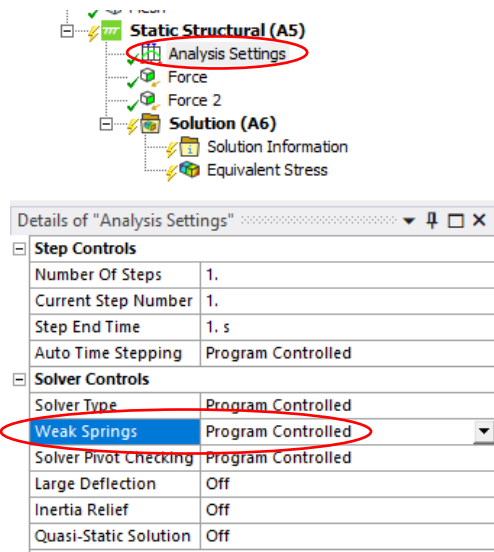 Static Structural (A5)
Analysis Settings
Force
Force 2
Solution (A6)
Solution Information
Equivalent Stress
Details of "Analysis Settings"
Step Controls
Number Of Steps 1.
Current Step Number 1.
Step End Time 1. s
Auto Time Stepping Program Controlled
Solver Controls
Solver Type Program Controlled
Weak Springs Program Controlled
Solver Pivot Checking Program Controlled
Large Deflection Off
Inertia Relief Off
Quasi-Static Solution Off